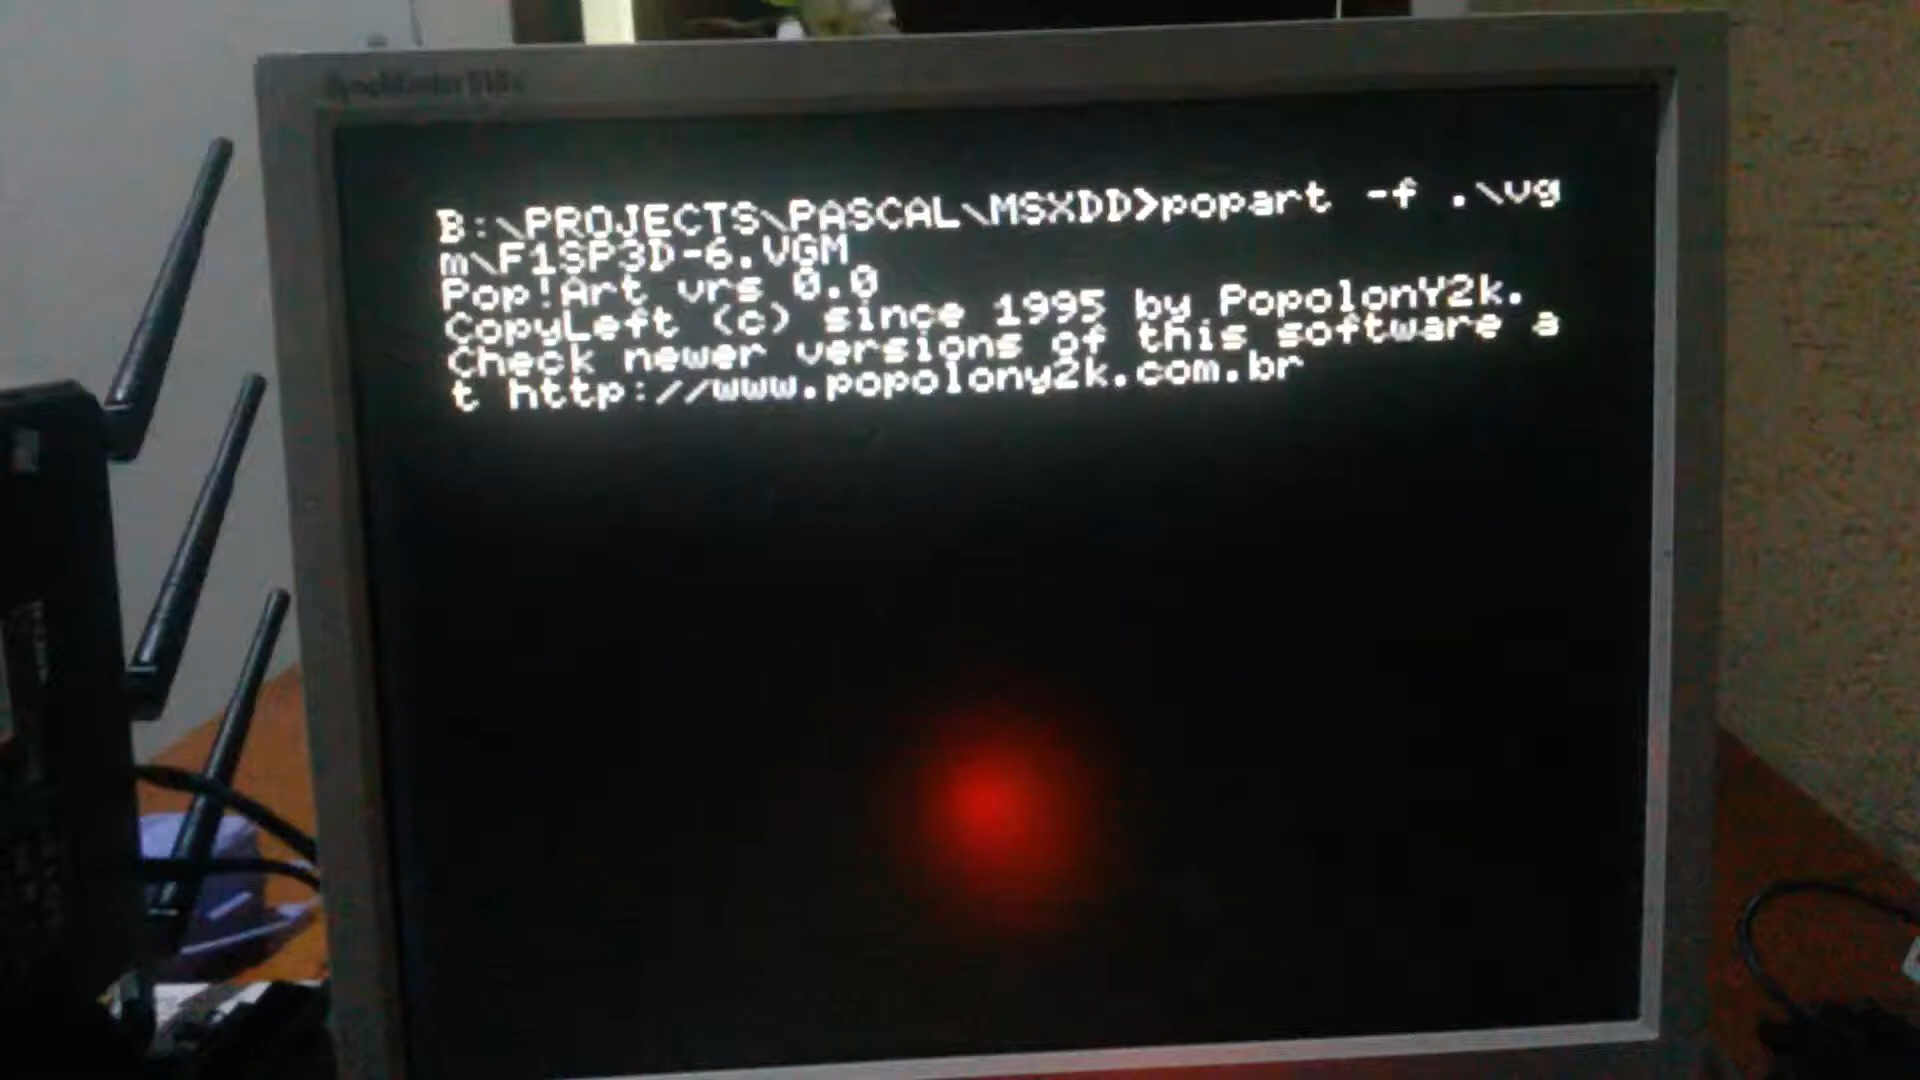 SyncMaster
B:\PROJECTS\PASCAL\MSXDD>popart -f .\vg
m\F1SP3D-6.VGM
Pop!Art vrs 0.0
CopyLeft (c) since 1995 by PopolonY2k.
Check newer versions of this software a
t http://www.popolony2k.com.br